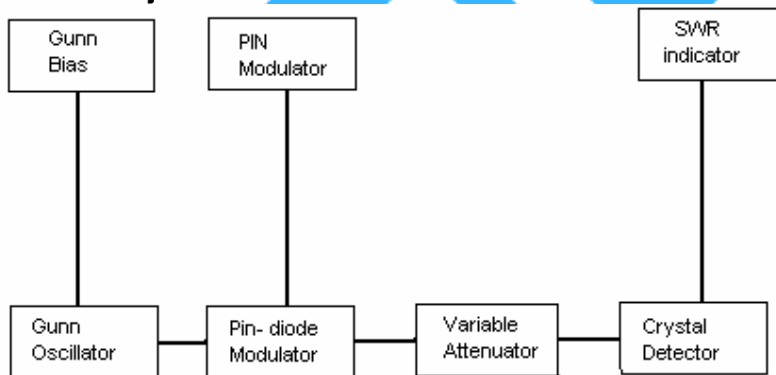 Gunn
Bias
PIN
Modulator
SWR
indicator
Gunn
Oscillator
Pin- diode
Modulator
Variable
Attenuator
Crystal
Detector